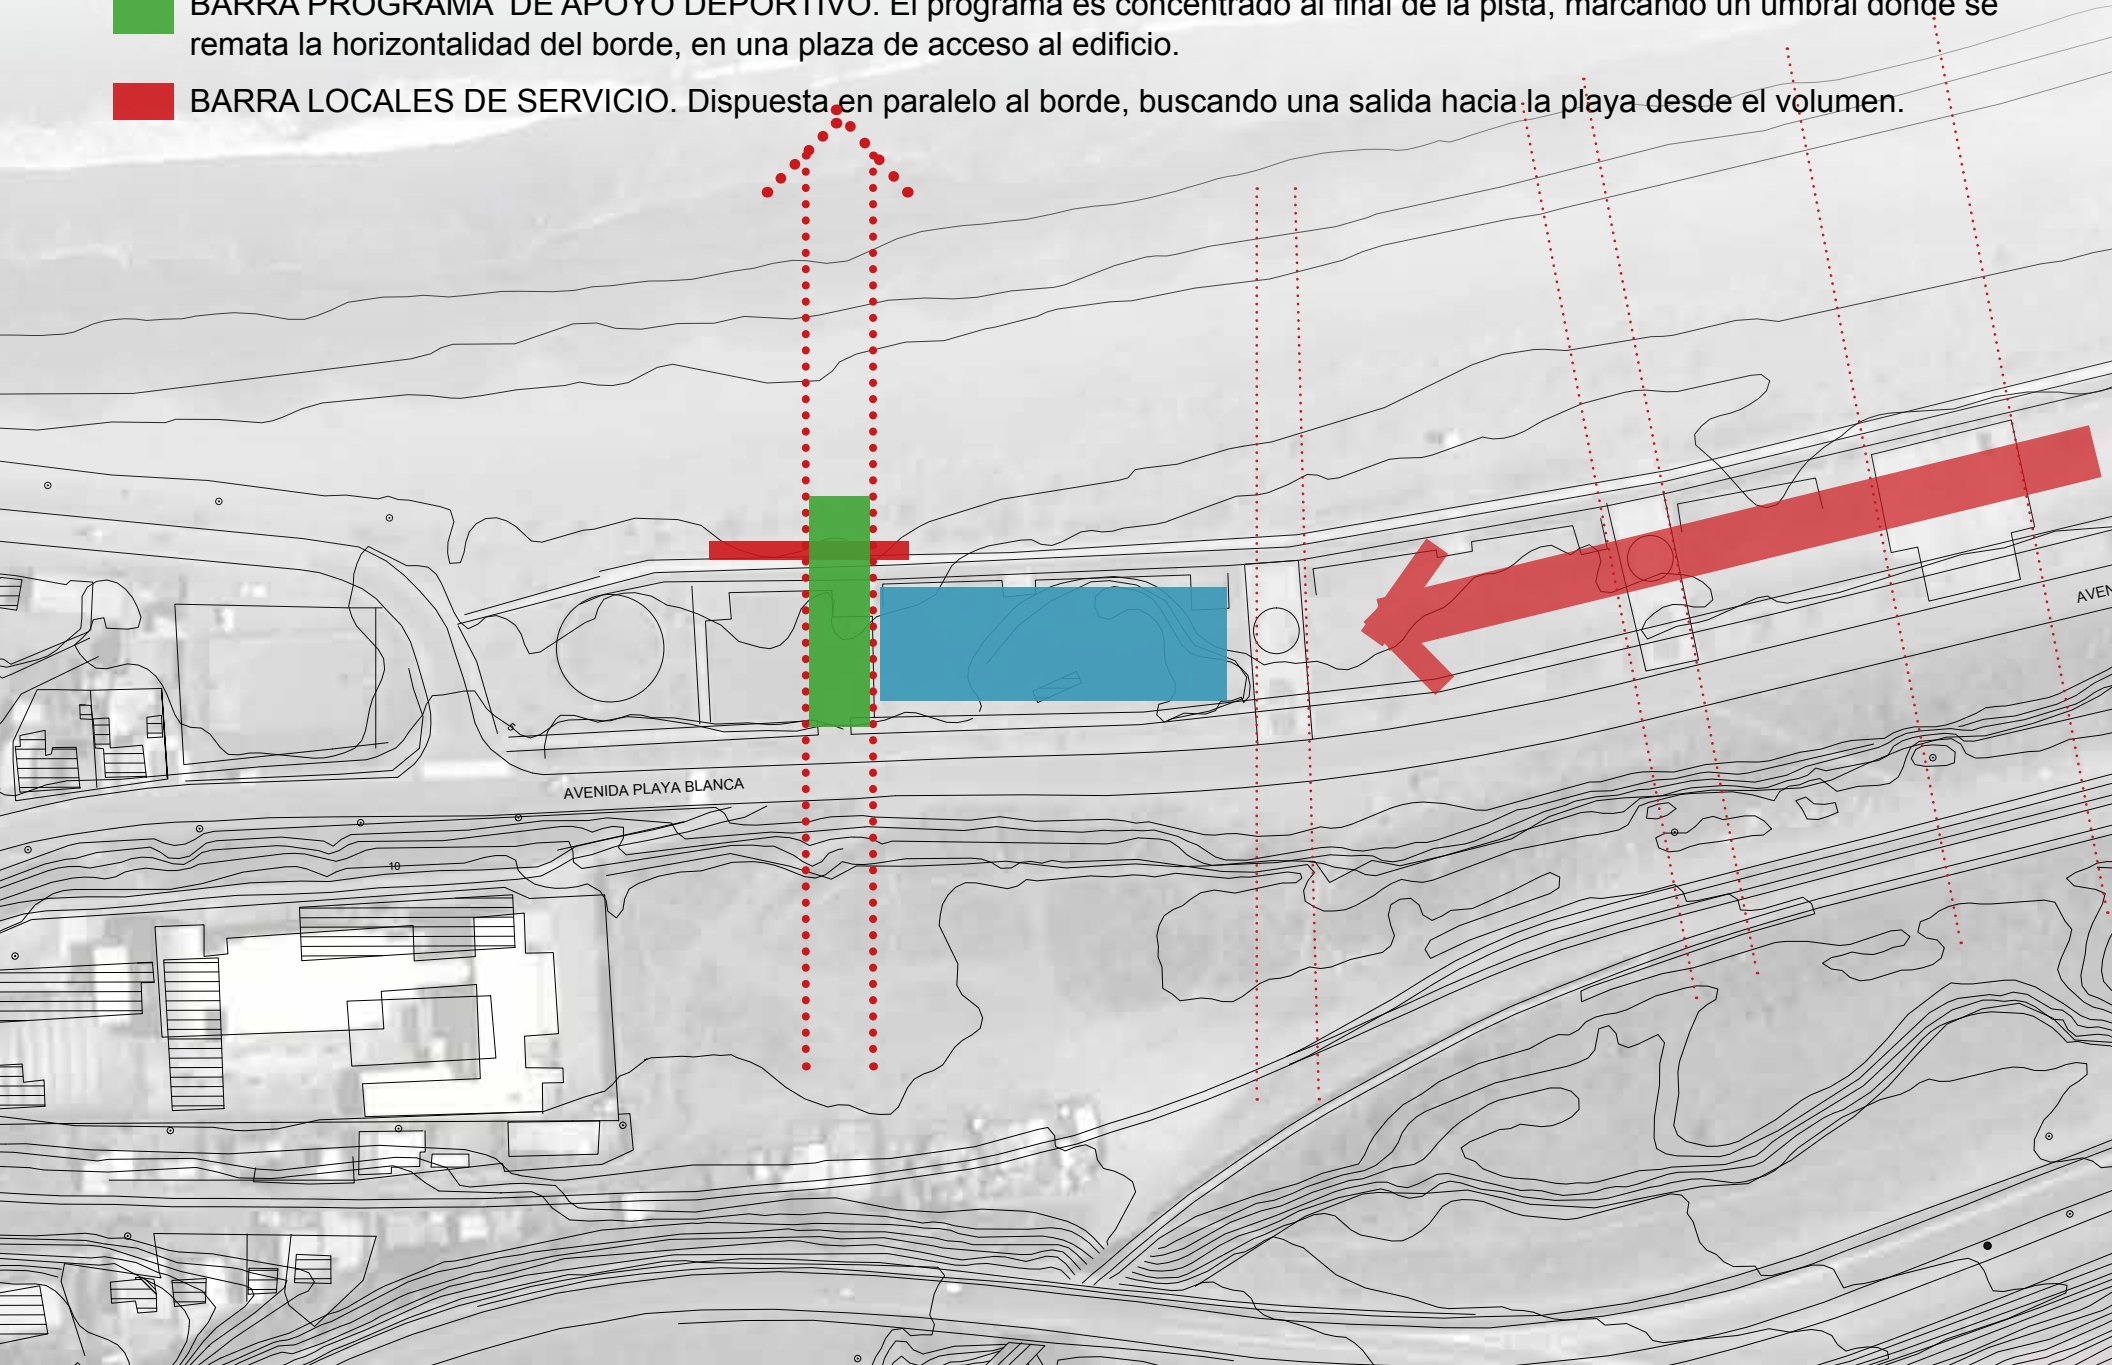 BARRA PROGRAMA DE APOYO DEPORTIVO. El programa es concentrado al final de la pista, marcando un umbral donde se
remata la horizontalidad del borde, en una plaza de acceso al edificio.
BARRA LOCALES DE SERVICIO. Dispuesta en paralelo al borde, buscando una salida hacia la playa desde el volumen.
AVEN
5
AVENIDA PLAYA BLANCA
10